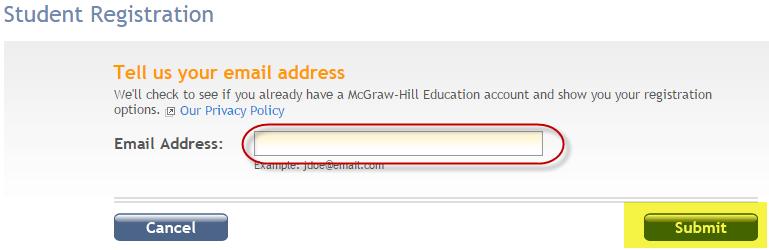 Student Registration
Tell us your email address
We'll check to see if you already have a McGraw-Hill Education account and show you your registration
options. Our Privacy Policy
Email Address:
Example: jdoe@email.com
Cancel
Submit